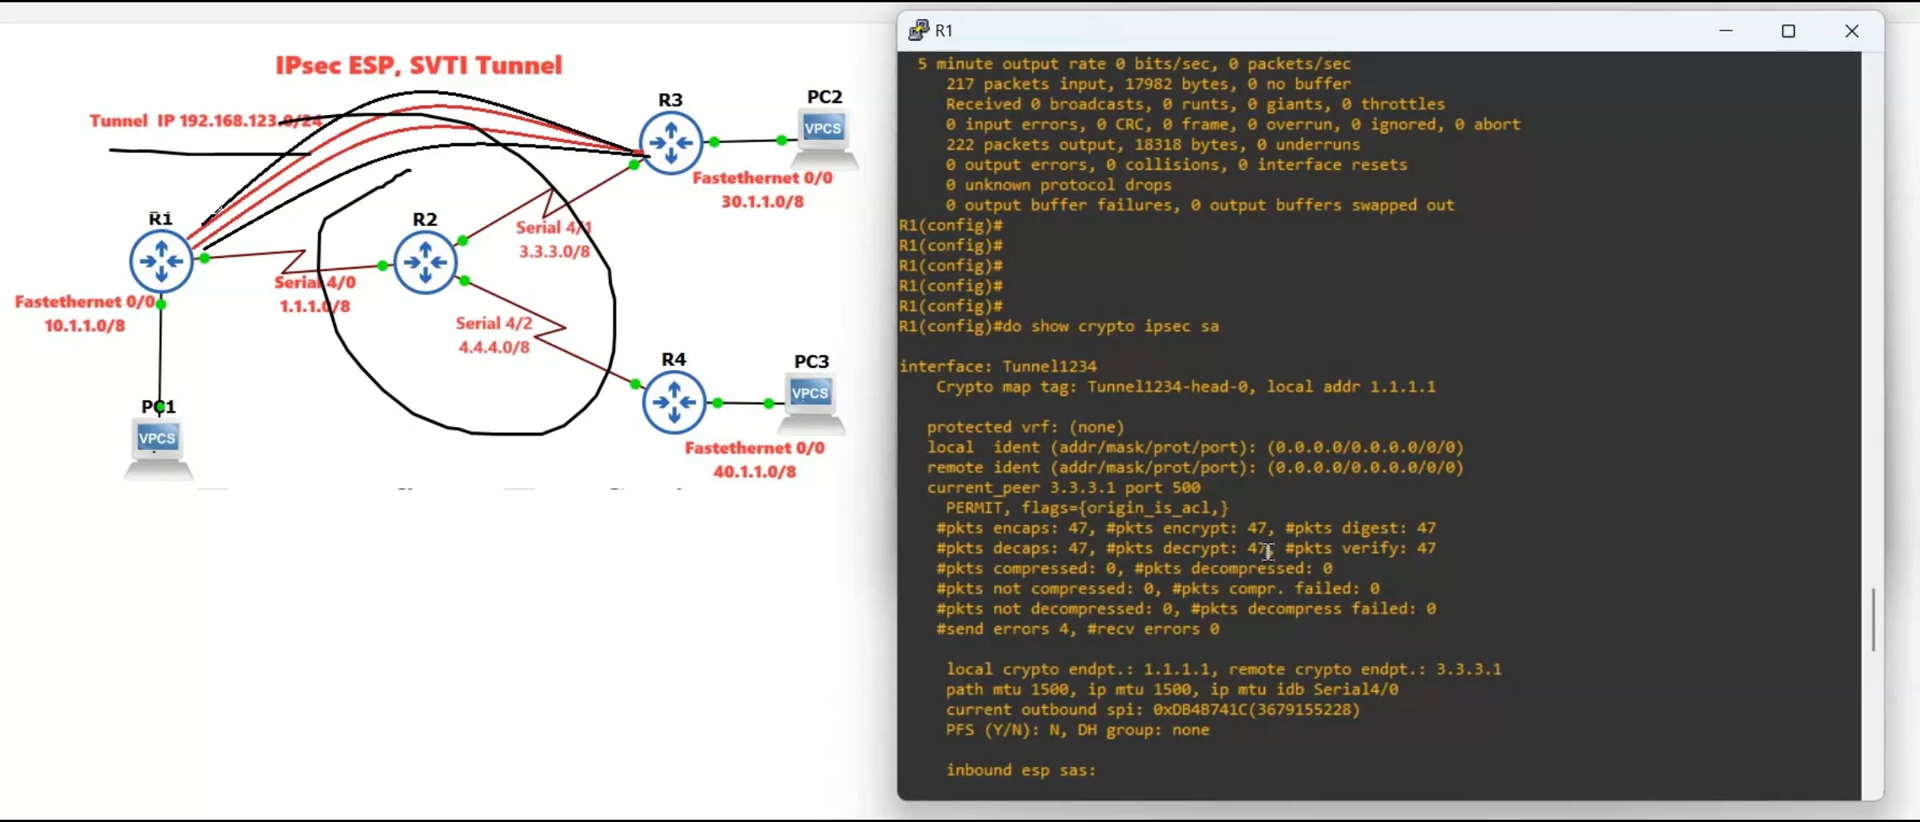 IPsec ESP, SVTI Tunnel
Tunnel IP 192.168.123.0/24
R3
PC2
VPCS
Fastethernet 0/0
30.1.1.0/8
R1
R2
Serial 4/1
3.3.3.0/8
Serial 4/0
1.1.1.0/8
Fastethernet 0/0
10.1.1.0/8
Serial 4/2
4.4.4.0/8
R4
PC3
VPCS
PC1
VPCS
Fastethernet 0/0
40.1.1.0/8
R1
5 minute output rate 0 bits/sec, 0 packets/sec
217 packets input, 17982 bytes, 0 no buffer
Received 0 broadcasts, 0 runts, 0 giants, 0 throttles
0 input errors, 0 CRC, 0 frame, 0 overrun, 0 ignored, 0 abort
222 packets output, 18318 bytes, 0 underruns
0 output errors, 0 collisions, 0 interface resets
0 unknown protocol drops
0 output buffer failures, 0 output buffers swapped out
R1(config)#
R1(config)#
R1(config)#
R1(config)#
R1(config)#
R1(config)#do show crypto ipsec sa
interface: Tunnel1234
Crypto map tag: Tunnel1234-head-0, local addr 1.1.1.1
protected vrf: (none)
local  ident (addr/mask/prot/port): (0.0.0.0/0.0.0.0/0/0)
remote ident (addr/mask/prot/port): (0.0.0.0/0.0.0.0/0/0)
current_peer 3.3.3.1 port 500
PERMIT, flags={origin_is_acl,}
#pkts encaps: 47, #pkts encrypt: 47, #pkts digest: 47
#pkts decaps: 47, #pkts decrypt: 47, #pkts verify: 47
#pkts compressed: 0, #pkts decompressed: 0
#pkts not compressed: 0, #pkts compr. failed: 0
#pkts not decompressed: 0, #pkts decompress failed: 0
#send errors 4, #recv errors 0
local crypto endpt.: 1.1.1.1, remote crypto endpt.: 3.3.3.1
path mtu 1500, ip mtu 1500, ip mtu idb Serial4/0
current outbound spi: 0xDB4B741C(3679155228)
PFS (Y/N): N, DH group: none
inbound esp sas: